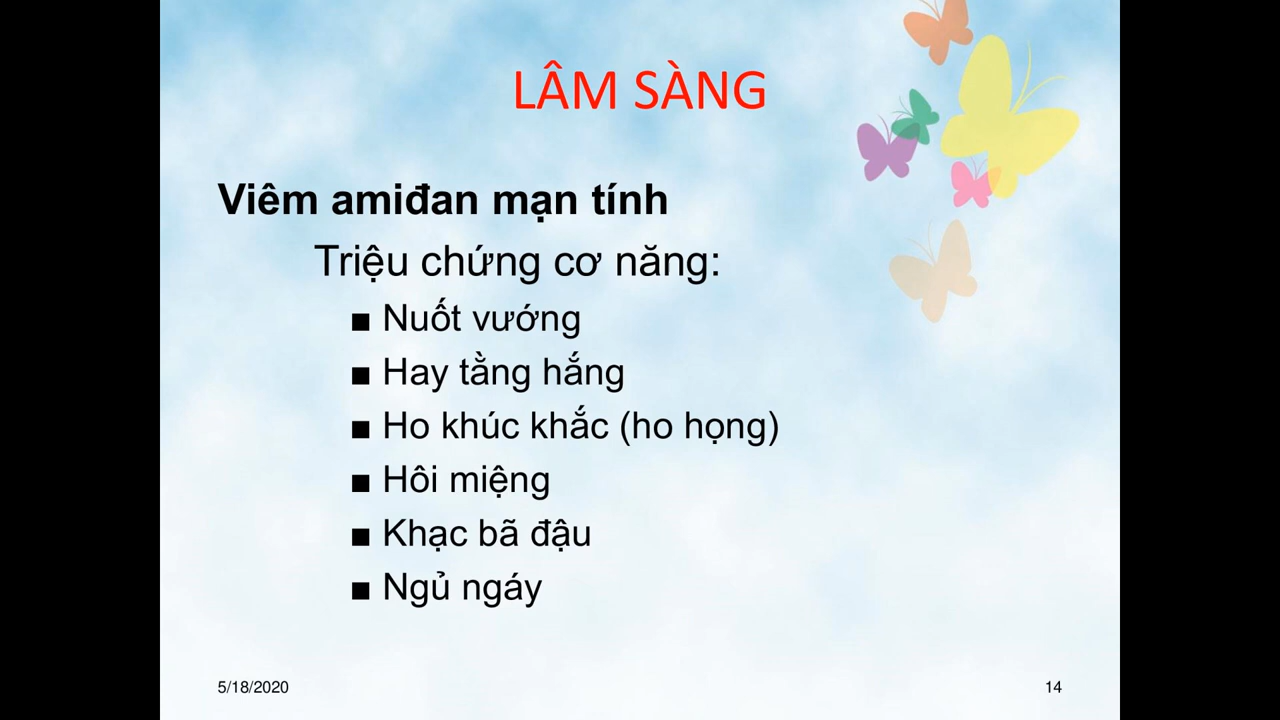 LÂM SÀNG
Viêm amiđan mạn tính
Triệu chứng cơ năng:
■ Nuốt vướng
■ Hay tằng hắng
■ Ho khúc khắc (ho họng)
■ Hôi miệng
■ Khạc bã đậu
■ Ngủ ngáy
5/18/2020
14